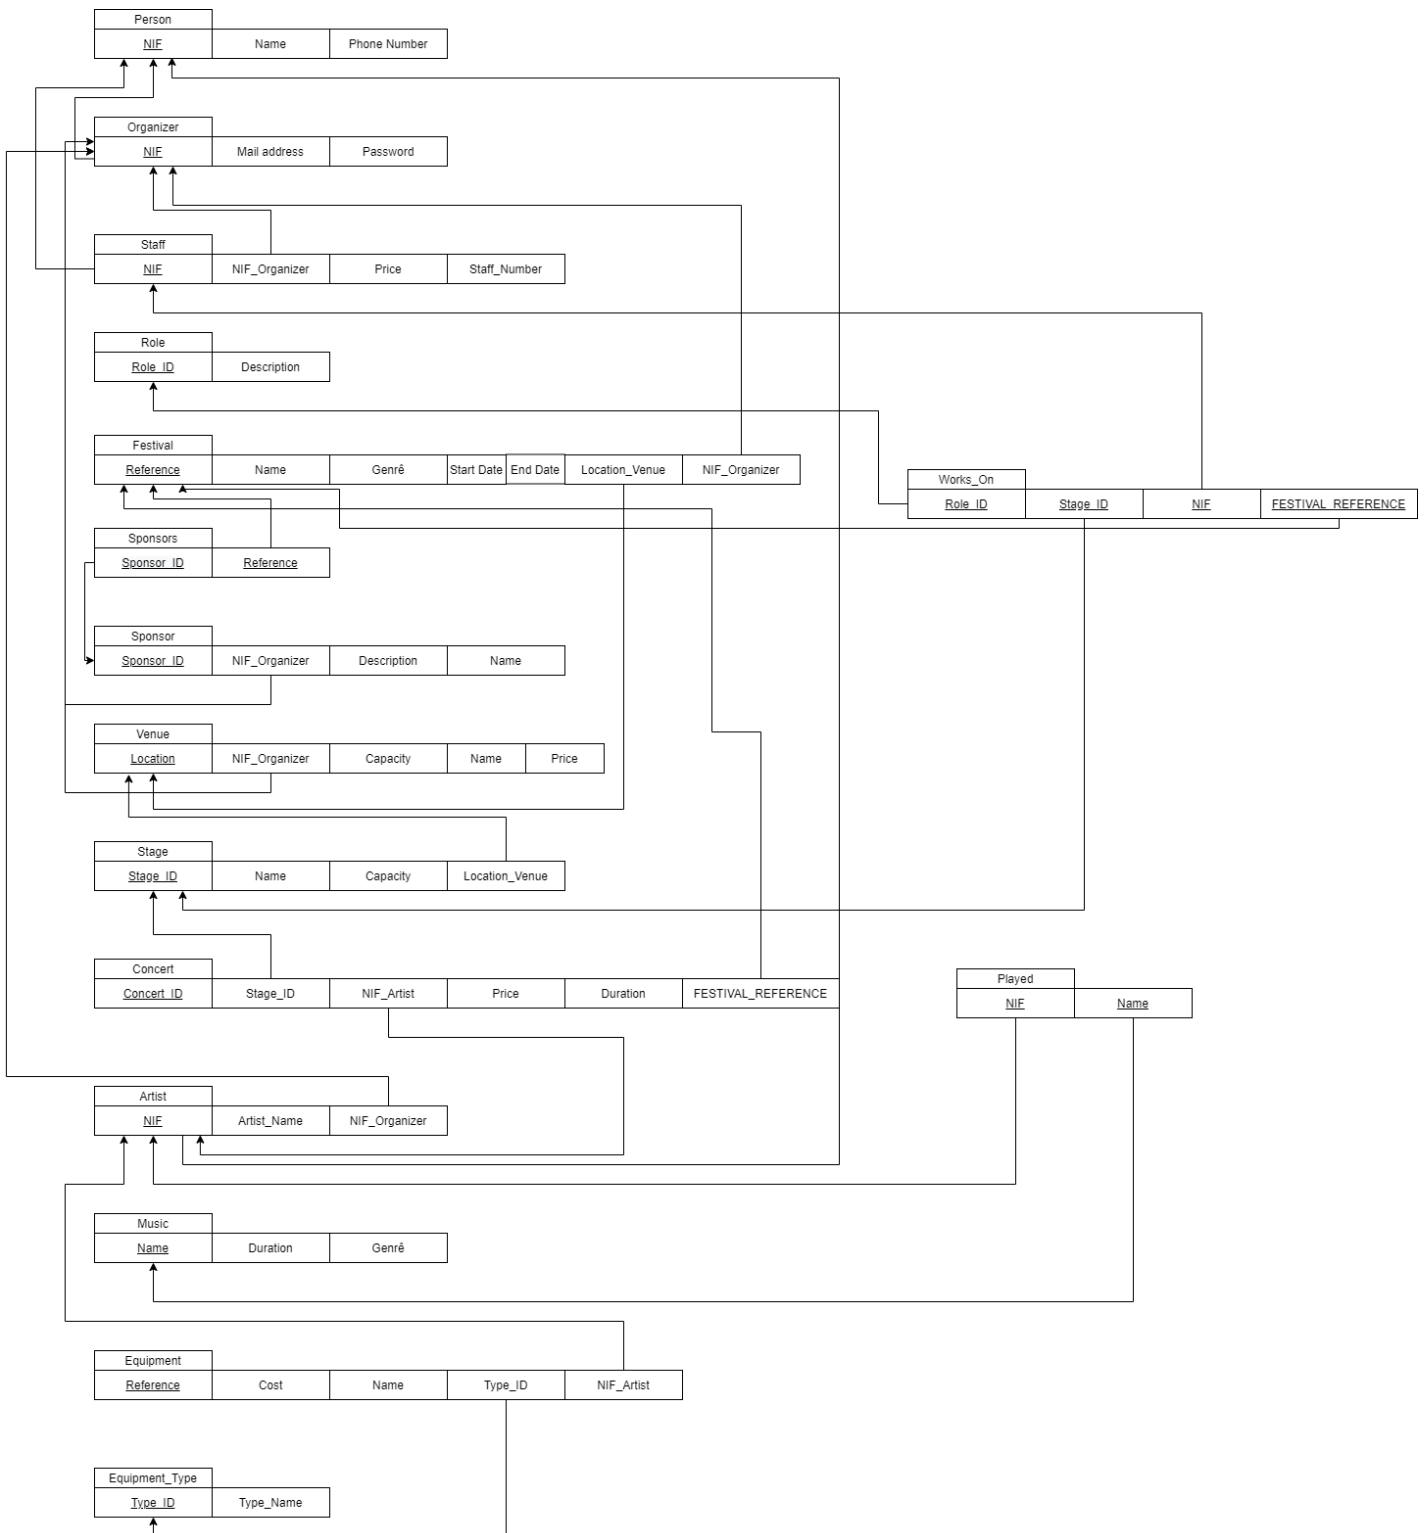 Person
NIF Name Phone Number
Organizer
NIF Mail address Password
Staff
NIF NIF_Organizer Price Staff_Number
Role
Role_ID Description
Festival
Reference Name Genrê Start Date End Date Location_Venue NIF_Organizer
Works_On
Role_ID Stage_ID NIF FESTIVAL_REFERENCE
Sponsors
Sponsor_ID Reference
Sponsor
Sponsor_ID NIF_Organizer Description Name
Venue
Location NIF_Organizer Capacity Name Price
Stage
Stage_ID Name Capacity Location_Venue
Concert
Concert_ID Stage_ID NIF_Artist Price Duration FESTIVAL_REFERENCE
Played
NIF Name
Artist
NIF Artist_Name NIF_Organizer
Music
Name Duration Genrê
Equipment
Reference Cost Name Type_ID NIF_Artist
Equipment_Type
Type_ID Type_Name